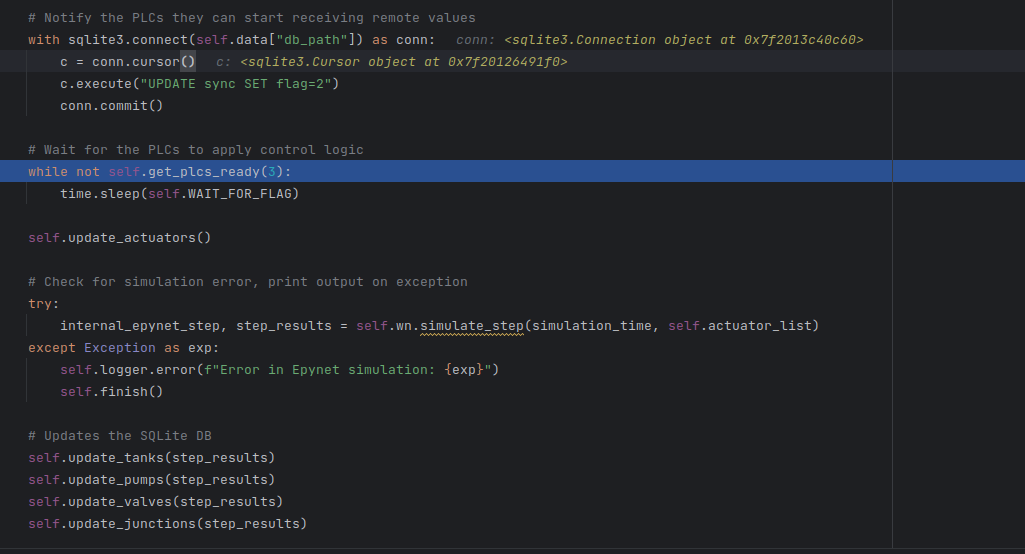 # Notify the PLCs they can start receiving remote values
with sqlite3.connect(self.data["db_path"]) as conn:   conn: <sqlite3.Connection object at 0x7f2013c40c60>
    c = conn.cursor()   c: <sqlite3.Cursor object at 0x7f20126491f0>
    c.execute("UPDATE sync SET flag=2")
    conn.commit()
# Wait for the PLCs to apply control logic
while not self.get_plcs_ready(3):
    time.sleep(self.WAIT_FOR_FLAG)
self.update_actuators()
# Check for simulation error, print output on exception
try:
    internal_epynet_step, step_results = self.wn.simulate_step(simulation_time, self.actuator_list)
except Exception as exp:
    self.logger.error(f"Error in Epynet simulation: {exp}")
    self.finish()
# Updates the SQLite DB
self.update_tanks(step_results)
self.update_pumps(step_results)
self.update_valves(step_results)
self.update_junctions(step_results)